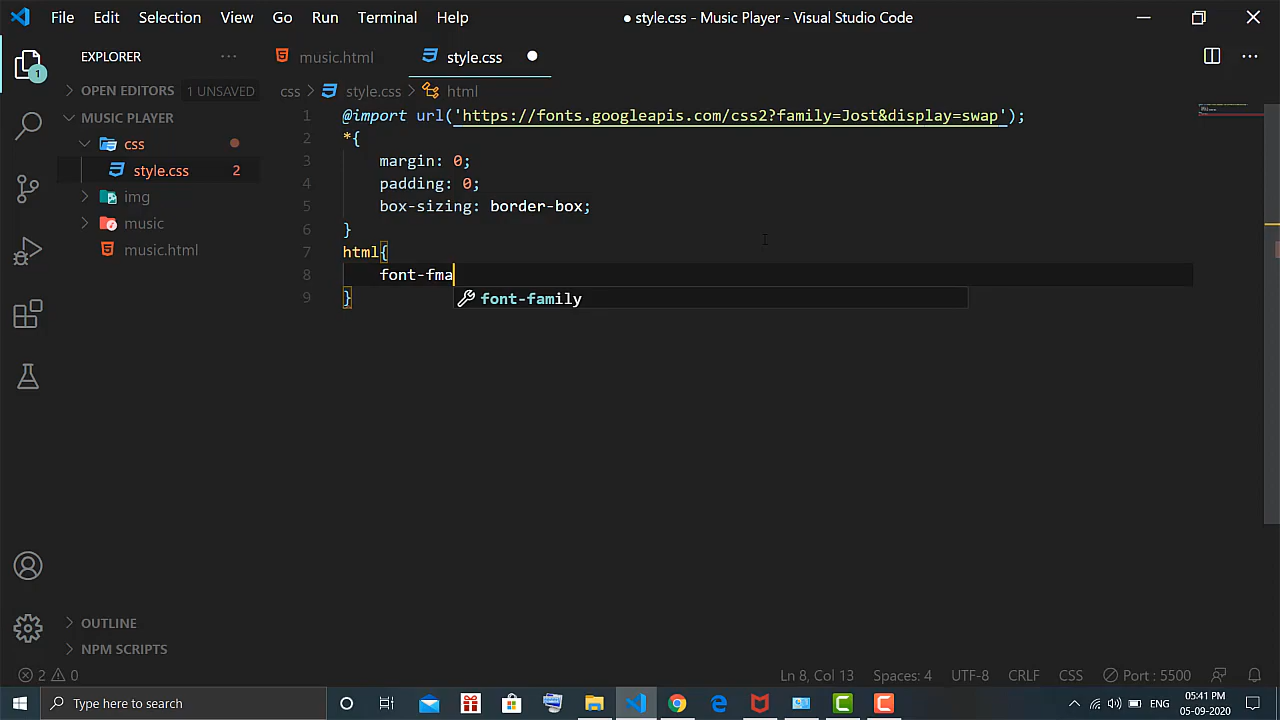 File Edit Selection View Go Run Terminal Help
● style.css - Music Player - Visual Studio Code
EXPLORER ···
music.html
style.css ●
OPEN EDITORS 1 UNSAVED
css > style.css > html
MUSIC PLAYER
css
style.css 2
img
music
music.html
1 @import url('https://fonts.googleapis.com/css2?family=Jost&display=swap');
2 *{
3 margin: 0;
4 padding: 0;
5 box-sizing: border-box;
6 }
7 html{
8 font-fma
9 }
font-family
1
OUTLINE
NPM SCRIPTS
2 0
Ln 8, Col 13 Spaces: 4 UTF-8 CRLF CSS Port : 5500
Type here to search
ENG
05:41 PM
05-09-2020